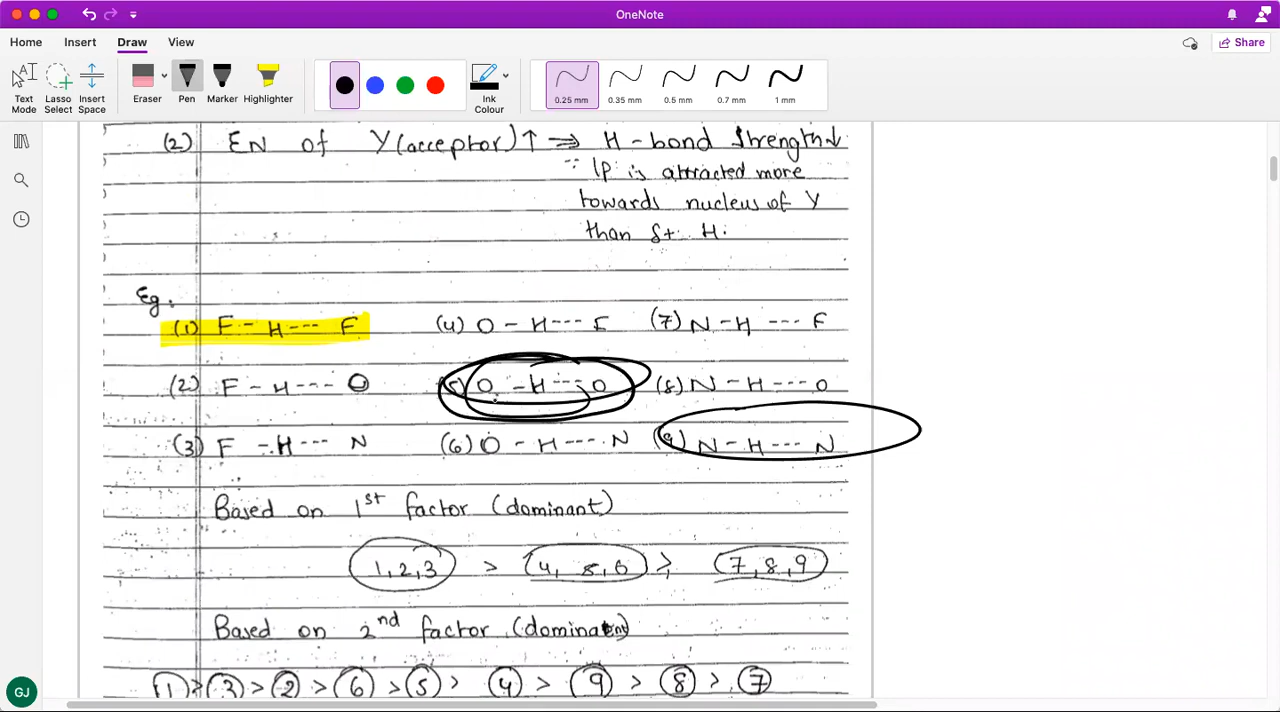 OneNote
Home Insert Draw View
Share
Text Mode
Lasso Select
Insert Space
Eraser
Pen
Marker
Highlighter
Ink Colour
0.25 mm
0.35 mm
0.5 mm
0.7 mm
1 mm
(2) EN of Y(acceptor)↑ ⇒ H-bond Strength↓
∵ lp is attracted more
towards nucleus of Y
than δ+ H.
Eg.
(1) F - H --- F (4) O - H --- F (7) N - H --- F
(2) F - H --- O (5) O - H --- O (8) N - H --- O
(3) F - H --- N (6) O - H --- N (9) N - H --- N
Based on 1st factor (dominant)
1,2,3 > 4, 5,6 > 7,8,9
Based on 2nd factor (dominant)
1 > 3 > 2 > 6 > 5 > 4 > 9 > 8 > 7
GJ